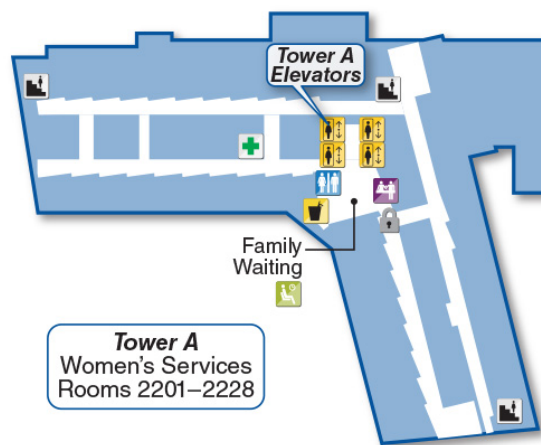 Tower A
Elevators
Family
Waiting
Tower A
Women's Services
Rooms 2201–2228